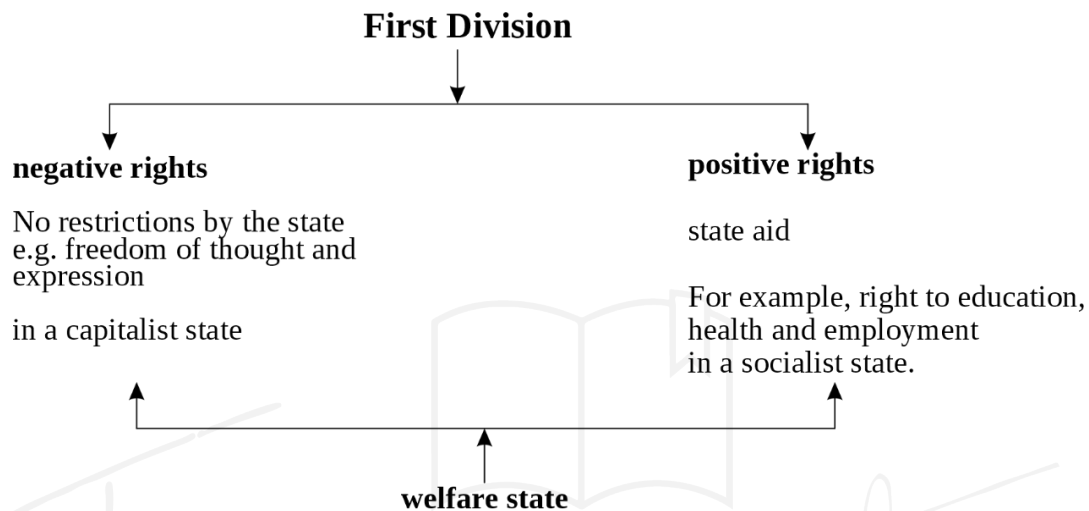 First Division
negative rights
No restrictions by the state
e.g. freedom of thought and
expression
in a capitalist state
positive rights
state aid
For example, right to education,
health and employment
in a socialist state.
welfare state